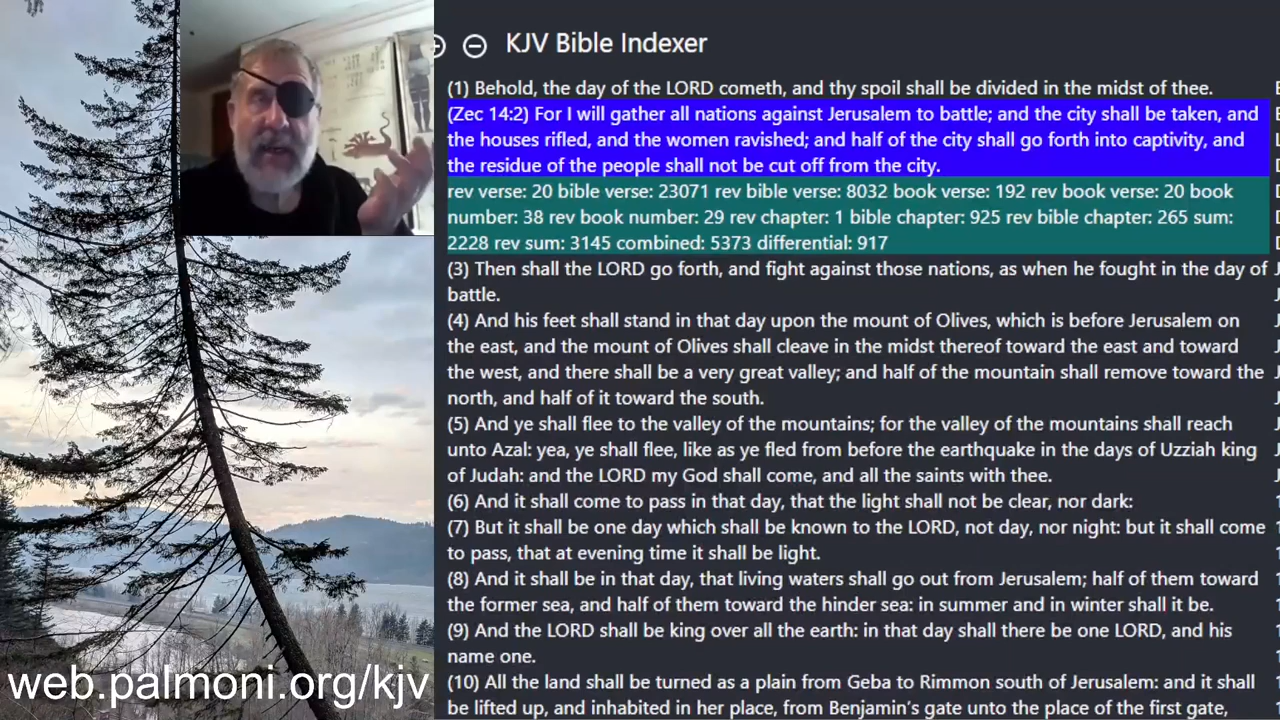 KJV Bible Indexer
(1) Behold, the day of the LORD cometh, and thy spoil shall be divided in the midst of thee.
(Zec 14:2) For I will gather all nations against Jerusalem to battle; and the city shall be taken, and
the houses rifled, and the women ravished; and half of the city shall go forth into captivity, and
the residue of the people shall not be cut off from the city.
rev verse: 20 bible verse: 23071 rev bible verse: 8032 book verse: 192 rev book verse: 20 book
number: 38 rev book number: 29 rev chapter: 1 bible chapter: 925 rev bible chapter: 265 sum:
2228 rev sum: 3145 combined: 5373 differential: 917
(3) Then shall the LORD go forth, and fight against those nations, as when he fought in the day of
battle.
(4) And his feet shall stand in that day upon the mount of Olives, which is before Jerusalem on
the east, and the mount of Olives shall cleave in the midst thereof toward the east and toward
the west, and there shall be a very great valley; and half of the mountain shall remove toward the
north, and half of it toward the south.
(5) And ye shall flee to the valley of the mountains; for the valley of the mountains shall reach
unto Azal: yea, ye shall flee, like as ye fled from before the earthquake in the days of Uzziah king
of Judah: and the LORD my God shall come, and all the saints with thee.
(6) And it shall come to pass in that day, that the light shall not be clear, nor dark:
(7) But it shall be one day which shall be known to the LORD, not day, nor night: but it shall come
to pass, that at evening time it shall be light.
(8) And it shall be in that day, that living waters shall go out from Jerusalem; half of them toward
the former sea, and half of them toward the hinder sea: in summer and in winter shall it be.
(9) And the LORD shall be king over all the earth: in that day shall there be one LORD, and his
name one.
(10) All the land shall be turned as a plain from Geba to Rimmon south of Jerusalem: and it shall
be lifted up, and inhabited in her place, from Benjamin's gate unto the place of the first gate,
web.palmoni.org/kjv